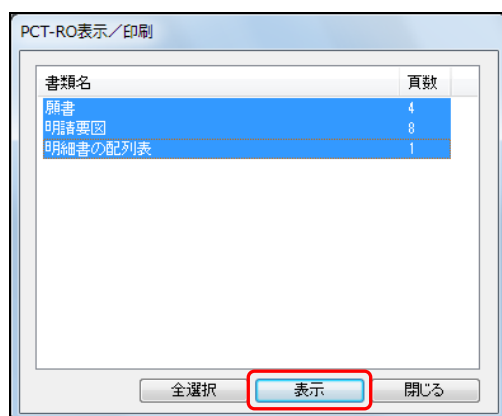 PCT-RO表示／印刷
書類名 頁数
願書 4
明請要図 8
明細書の配列表 1
全選択 表示 閉じる